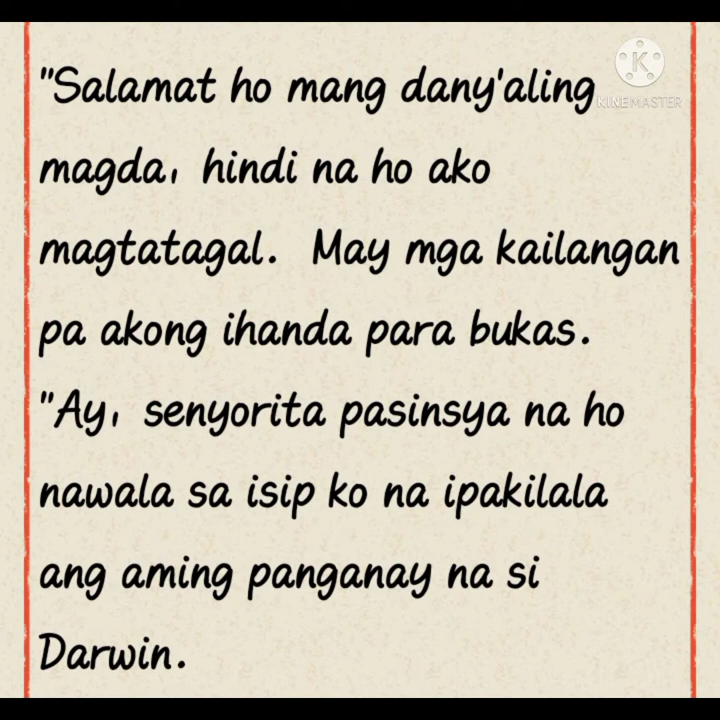 "Salamat ho mang dany'aling
magda, hindi na ho ako
magtatagal. May mga kailangan
pa akong ihanda para bukas.
"Ay, senyorita pasinsya na ho
nawala sa isip ko na ipakilala
ang aming panganay na si
Darwin.
K
KINEMASTER